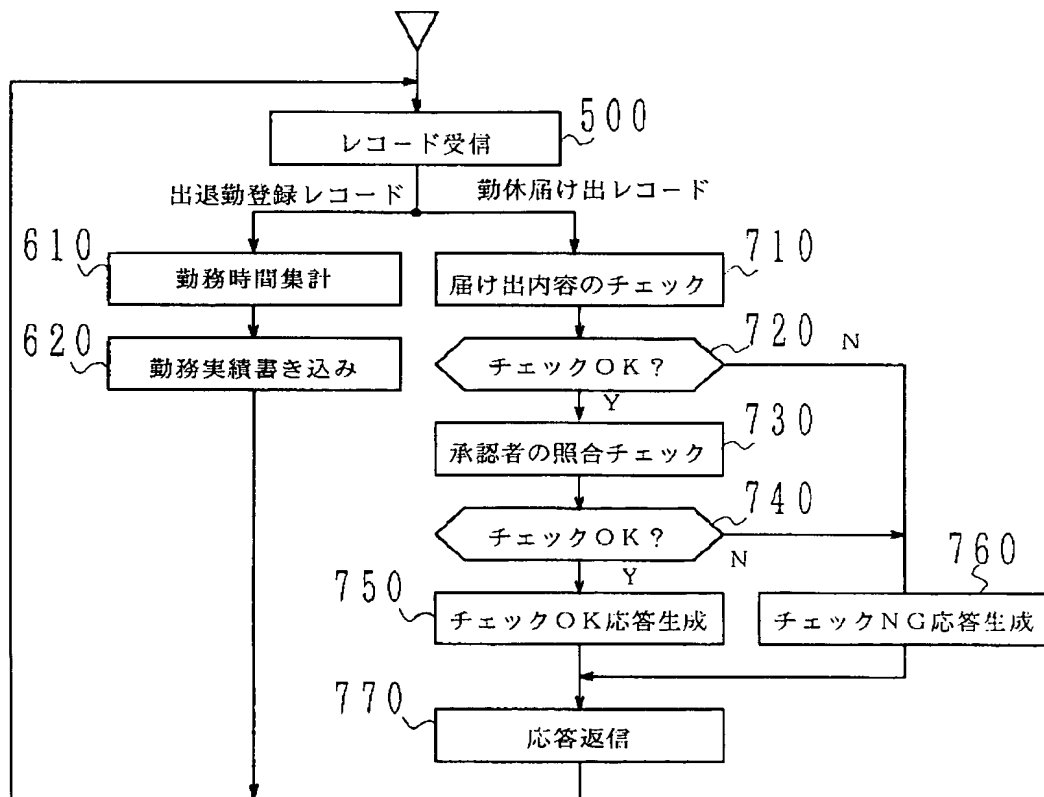 500
レコード受信
出退勤登録レコード
勤休届け出レコード
610
勤務時間集計
710
届け出内容のチェック
620
勤務実績書き込み
720
チェックOK?
N
Y
730
承認者の照合チェック
740
チェックOK?
N
Y
750
チェックOK応答生成
760
チェックNG応答生成
770
応答返信